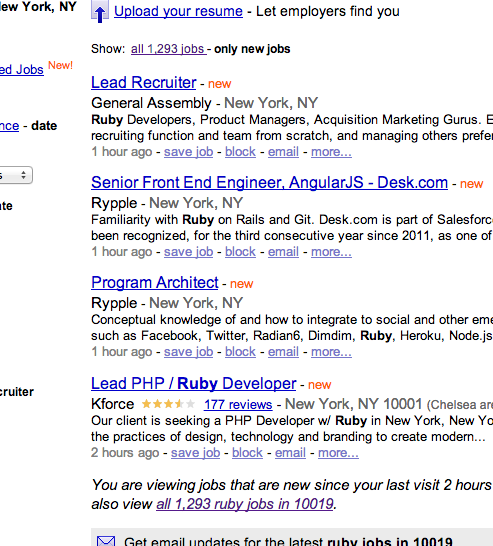 New York, NY
Upload your resume - Let employers find you
Show: all 1,293 jobs - only new jobs
ed Jobs New!
Lead Recruiter - new
General Assembly - New York, NY
Ruby Developers, Product Managers, Acquisition Marketing Gurus. E
recruiting function and team from scratch, and managing others prefer
1 hour ago - save job - block - email - more...
nce - date
Senior Front End Engineer, AngularJS - Desk.com - new
Rypple - New York, NY
Familiarity with Ruby on Rails and Git. Desk.com is part of Salesforce
been recognized, for the third consecutive year since 2011, as one of
1 hour ago - save job - block - email - more...
s
ate
Program Architect - new
Rypple - New York, NY
Conceptual knowledge of and how to integrate to social and other eme
such as Facebook, Twitter, Radian6, Dimdim, Ruby, Heroku, Node.js
1 hour ago - save job - block - email - more...
Lead PHP / Ruby Developer - new
cruiter
Kforce 177 reviews - New York, NY 10001 (Chelsea are
Our client is seeking a PHP Developer w/ Ruby in New York, New Yo
the practices of design, technology and branding to create modern...
2 hours ago - save job - block - email - more...
You are viewing jobs that are new since your last visit 2 hours
also view all 1,293 ruby jobs in 10019.
Get email updates for the latest ruby jobs in 10019